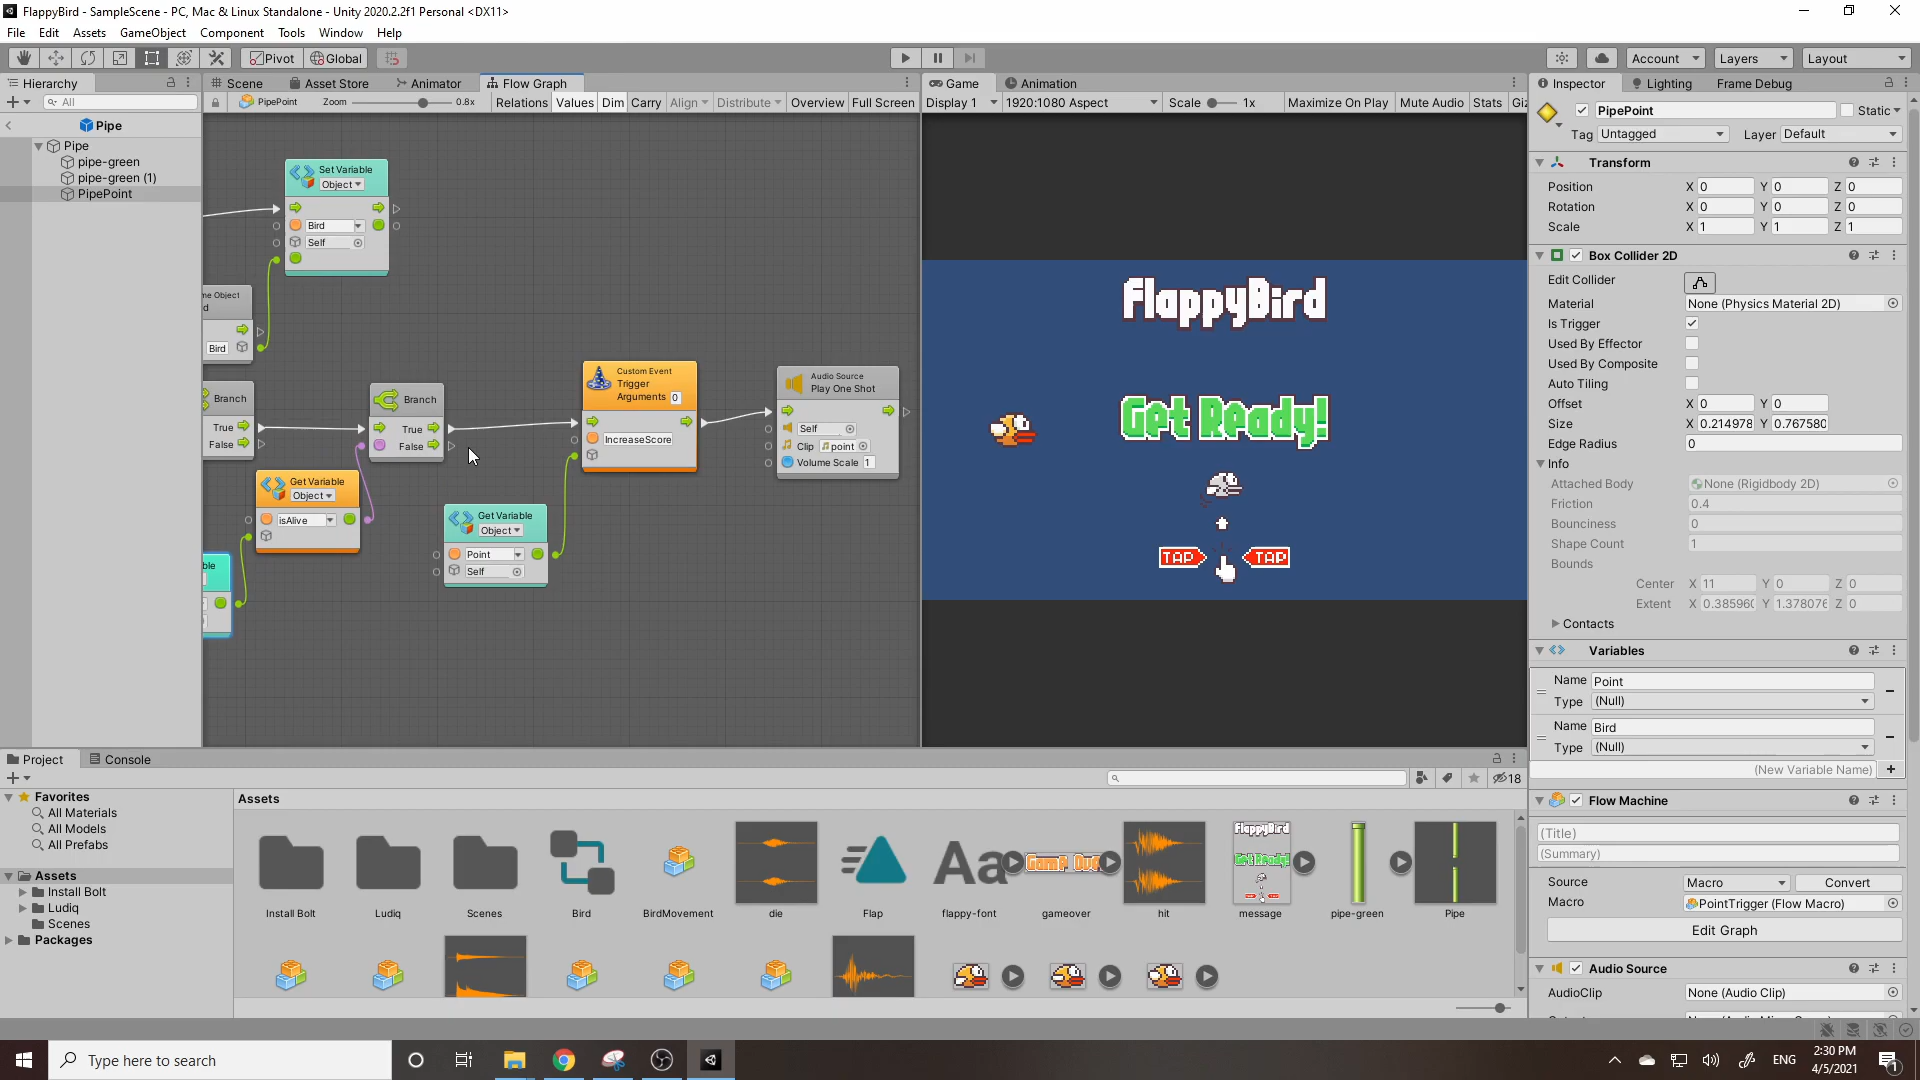 FlappyBird - SampleScene - PC, Mac & Linux Standalone - Unity 2020.2.2f1 Personal <DX11>
File Edit Assets GameObject Component Tools Window Help
Pivot Global Account Layers Layout
Hierarchy Scene Asset Store Animator Flow Graph Game Animation Inspector Lighting Frame Debug
All PipePoint Zoom 0.8x Relations Values Dim Carry Align Distribute Overview Full Screen Display 1 1920:1080 Aspect Scale 1x Maximize On Play Mute Audio Stats
PipePoint Static
Tag Untagged Layer Default
Pipe
Pipe
pipe-green
pipe-green (1)
PipePoint
Set Variable
Object
Bird
Self
Bird
Branch
True
False
Branch
True
False
Get Variable
Object
isAlive
Get Variable
Object
Point
Self
Custom Event
Trigger
Arguments 0
IncreaseScore
Audio Source
Play One Shot
Self
Clip point
Volume Scale 1
FlappyBird
Get Ready!
TAP TAP
Transform
Position X 0 Y 0 Z 0
Rotation X 0 Y 0 Z 0
Scale X 1 Y 1 Z 1
Box Collider 2D
Edit Collider
Material None (Physics Material 2D)
Is Trigger
Used By Effector
Used By Composite
Auto Tiling
Offset X 0 Y 0
Size X 0.214978 Y 0.767580
Edge Radius 0
Info
Attached Body None (Rigidbody 2D)
Friction 0.4
Bounciness 0
Shape Count 1
Bounds
Center X 11 Y 0 Z 0
Extent X 0.38596 Y 1.378076 Z 0
Contacts
Variables
Name Point
Type (Null)
Name Bird
Type (Null)
(New Variable Name)
Flow Machine
(Title)
(Summary)
Source Macro Convert
Macro PointTrigger (Flow Macro)
Edit Graph
Audio Source
AudioClip None (Audio Clip)
Project Console
18
Favorites
All Materials
All Models
All Prefabs
Assets
Install Bolt
Ludiq
Scenes
Packages
Assets
FlappyBird
Get Ready!
Aa
Install Bolt Ludiq Scenes Bird BirdMovement die Flap flappy-font gameover hit message pipe-green Pipe
Type here to search
ENG
2:30 PM
4/5/2021
1